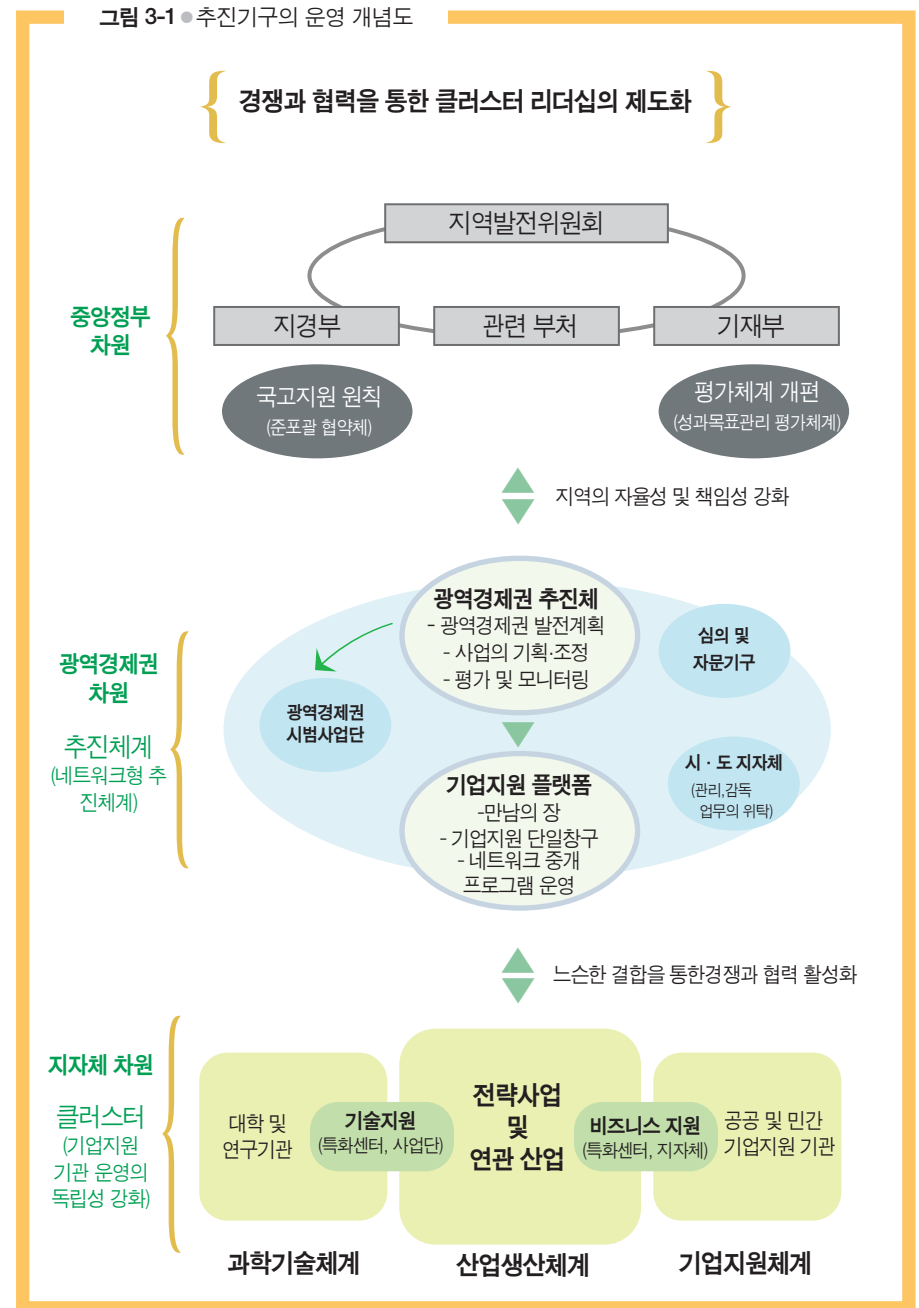 그림 3-1 ● 추진기구의 운영 개념도
{ 경쟁과 협력을 통한 클러스터 리더십의 제도화 }
중앙정부
차원
지역발전위원회
지경부
관련 부처
기재부
국고지원 원칙
(준포괄 협약체)
평가체계 개편
(성과목표관리 평가체계)
지역의 자율성 및 책임성 강화
광역경제권
차원
추진체계
(네트워크형 추
진체계)
광역경제권 추진체
- 광역경제권 발전계획
- 사업의 기획·조정
- 평가 및 모니터링
심의 및
자문기구
광역경제권
시범사업단
기업지원 플랫폼
-만남의 장
- 기업지원 단일창구
- 네트워크 중개
프로그램 운영
시 · 도 지자체
(관리,감독
업무의 위탁)
느슨한 결합을 통한경쟁과 협력 활성화
지자체 차원
클러스터
(기업지원
기관 운영의
독립성 강화)
대학 및
연구기관
기술지원
(특화센터, 사업단)
전략사업
및
연관 산업
비즈니스 지원
(특화센터, 지자체)
공공 및 민간
기업지원 기관
과학기술체계
산업생산체계
기업지원체계